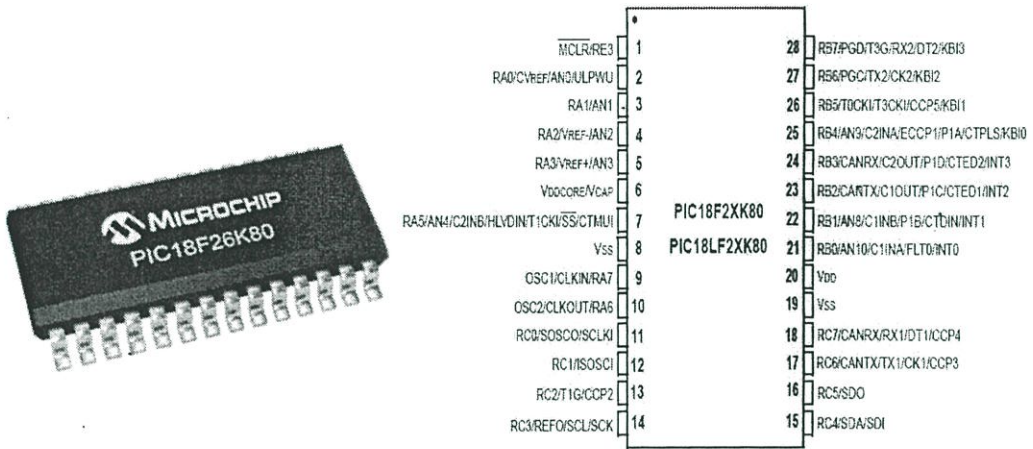 MICROCHIP
PIC18F26K80
MCLR/RE3 1
RA0/CVREF/AN0/ULPWU 2
RA1/AN1 3
RA2/VREF-/AN2 4
RA3/VREF+/AN3 5
VDDCORE/VCAP 6
RA5/AN4/C2INB/HLVDIN/T1CKI/SS/CTMUI 7
VSS 8
OSC1/CLKIN/RA7 9
OSC2/CLKOUT/RA6 10
RC0/SOSCO/SCLKI 11
RC1/ISOSCI 12
RC2/T1G/CCP2 13
RC3/REFO/SCL/SCK 14
PIC18F2XK80
PIC18LF2XK80
28 RB7/PGD/T3G/RX2/DT2/KBI3
27 RB6/PGC/TX2/CK2/KBI2
26 RB5/T0CKI/T3CKI/CCP5/KBI1
25 RB4/AN9/C2INA/ECCP1/P1A/CTPLS/KBI0
24 RB3/CANRX/C2OUT/P1D/CTED2/INT3
23 RB2/CANTX/C1OUT/P1C/CTED1/INT2
22 RB1/AN8/C1INB/P1B/CTDIN/INT1
21 RB0/AN10/C1INA/FLT0/INT0
20 VDD
19 VSS
18 RC7/CANRX/RX1/DT1/CCP4
17 RC6/CANTX/TX1/CK1/CCP3
16 RC5/SDO
15 RC4/SDA/SDI